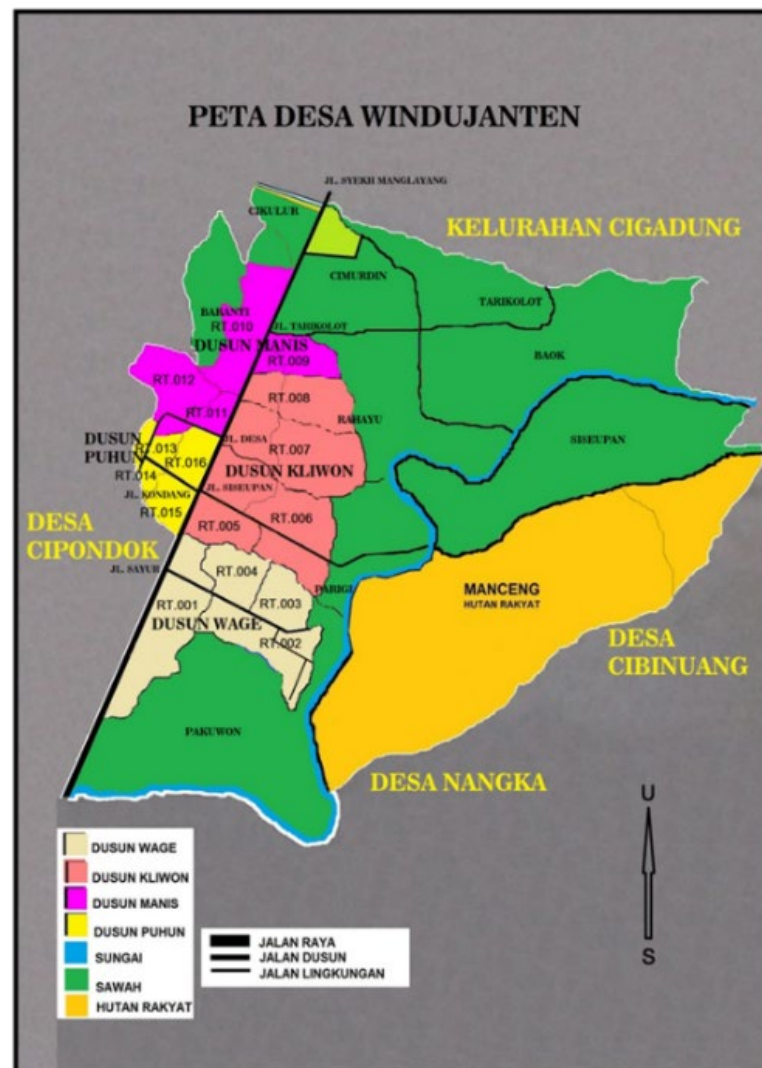 PETA DESA WINDUJANTEN
JL. SYEKH MANGLAYANG
CIKULUR
KELURAHAN CIGADUNG
CIMURDIN
TARIKOLOT
BARANTI
RT.010
JL. TARIKOLOT
DUSUN MANIS
BAOK
RT.009
RT.012
RT.008
RT.011
RAHAYU
SISEUPAN
DUSUN
PUHUN
RT.013
RT.016
JL. DESA
RT.007
RT.014
DUSUN KLIWON
JL. KONDANG
JL. SISEUPAN
RT.015
RT.005
RT.006
DESA
CIPONDOK
JL. SAYUR
RT.004
PARIGI
MANCENG
HUTAN RAKYAT
RT.001
RT.003
DUSUN WAGE
RT.002
DESA
CIBINUANG
PAKUWON
DESA NANGKA
U
S
DUSUN WAGE
DUSUN KLIWON
DUSUN MANIS
DUSUN PUHUN
SUNGAI
SAWAH
HUTAN RAKYAT
JALAN RAYA
JALAN DUSUN
JALAN LINGKUNGAN